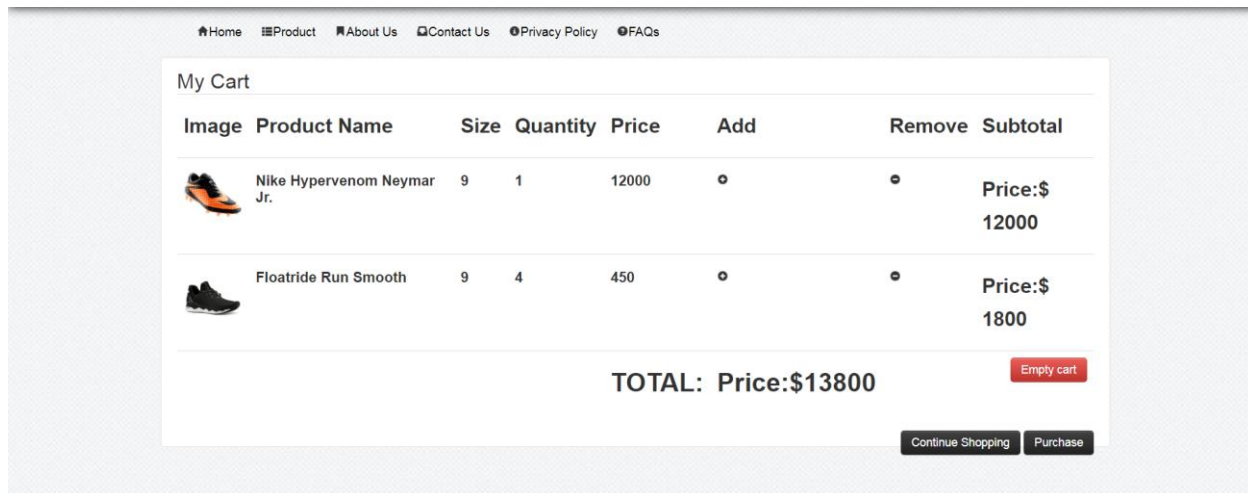 Home Product About Us Contact Us Privacy Policy FAQs
My Cart
Image Product Name Size Quantity Price Add Remove Subtotal
Nike Hypervenom Neymar Jr. 9 1 12000 Price:$ 12000
Floatride Run Smooth 9 4 450 Price:$ 1800
TOTAL: Price:$13800 Empty cart
Continue Shopping Purchase